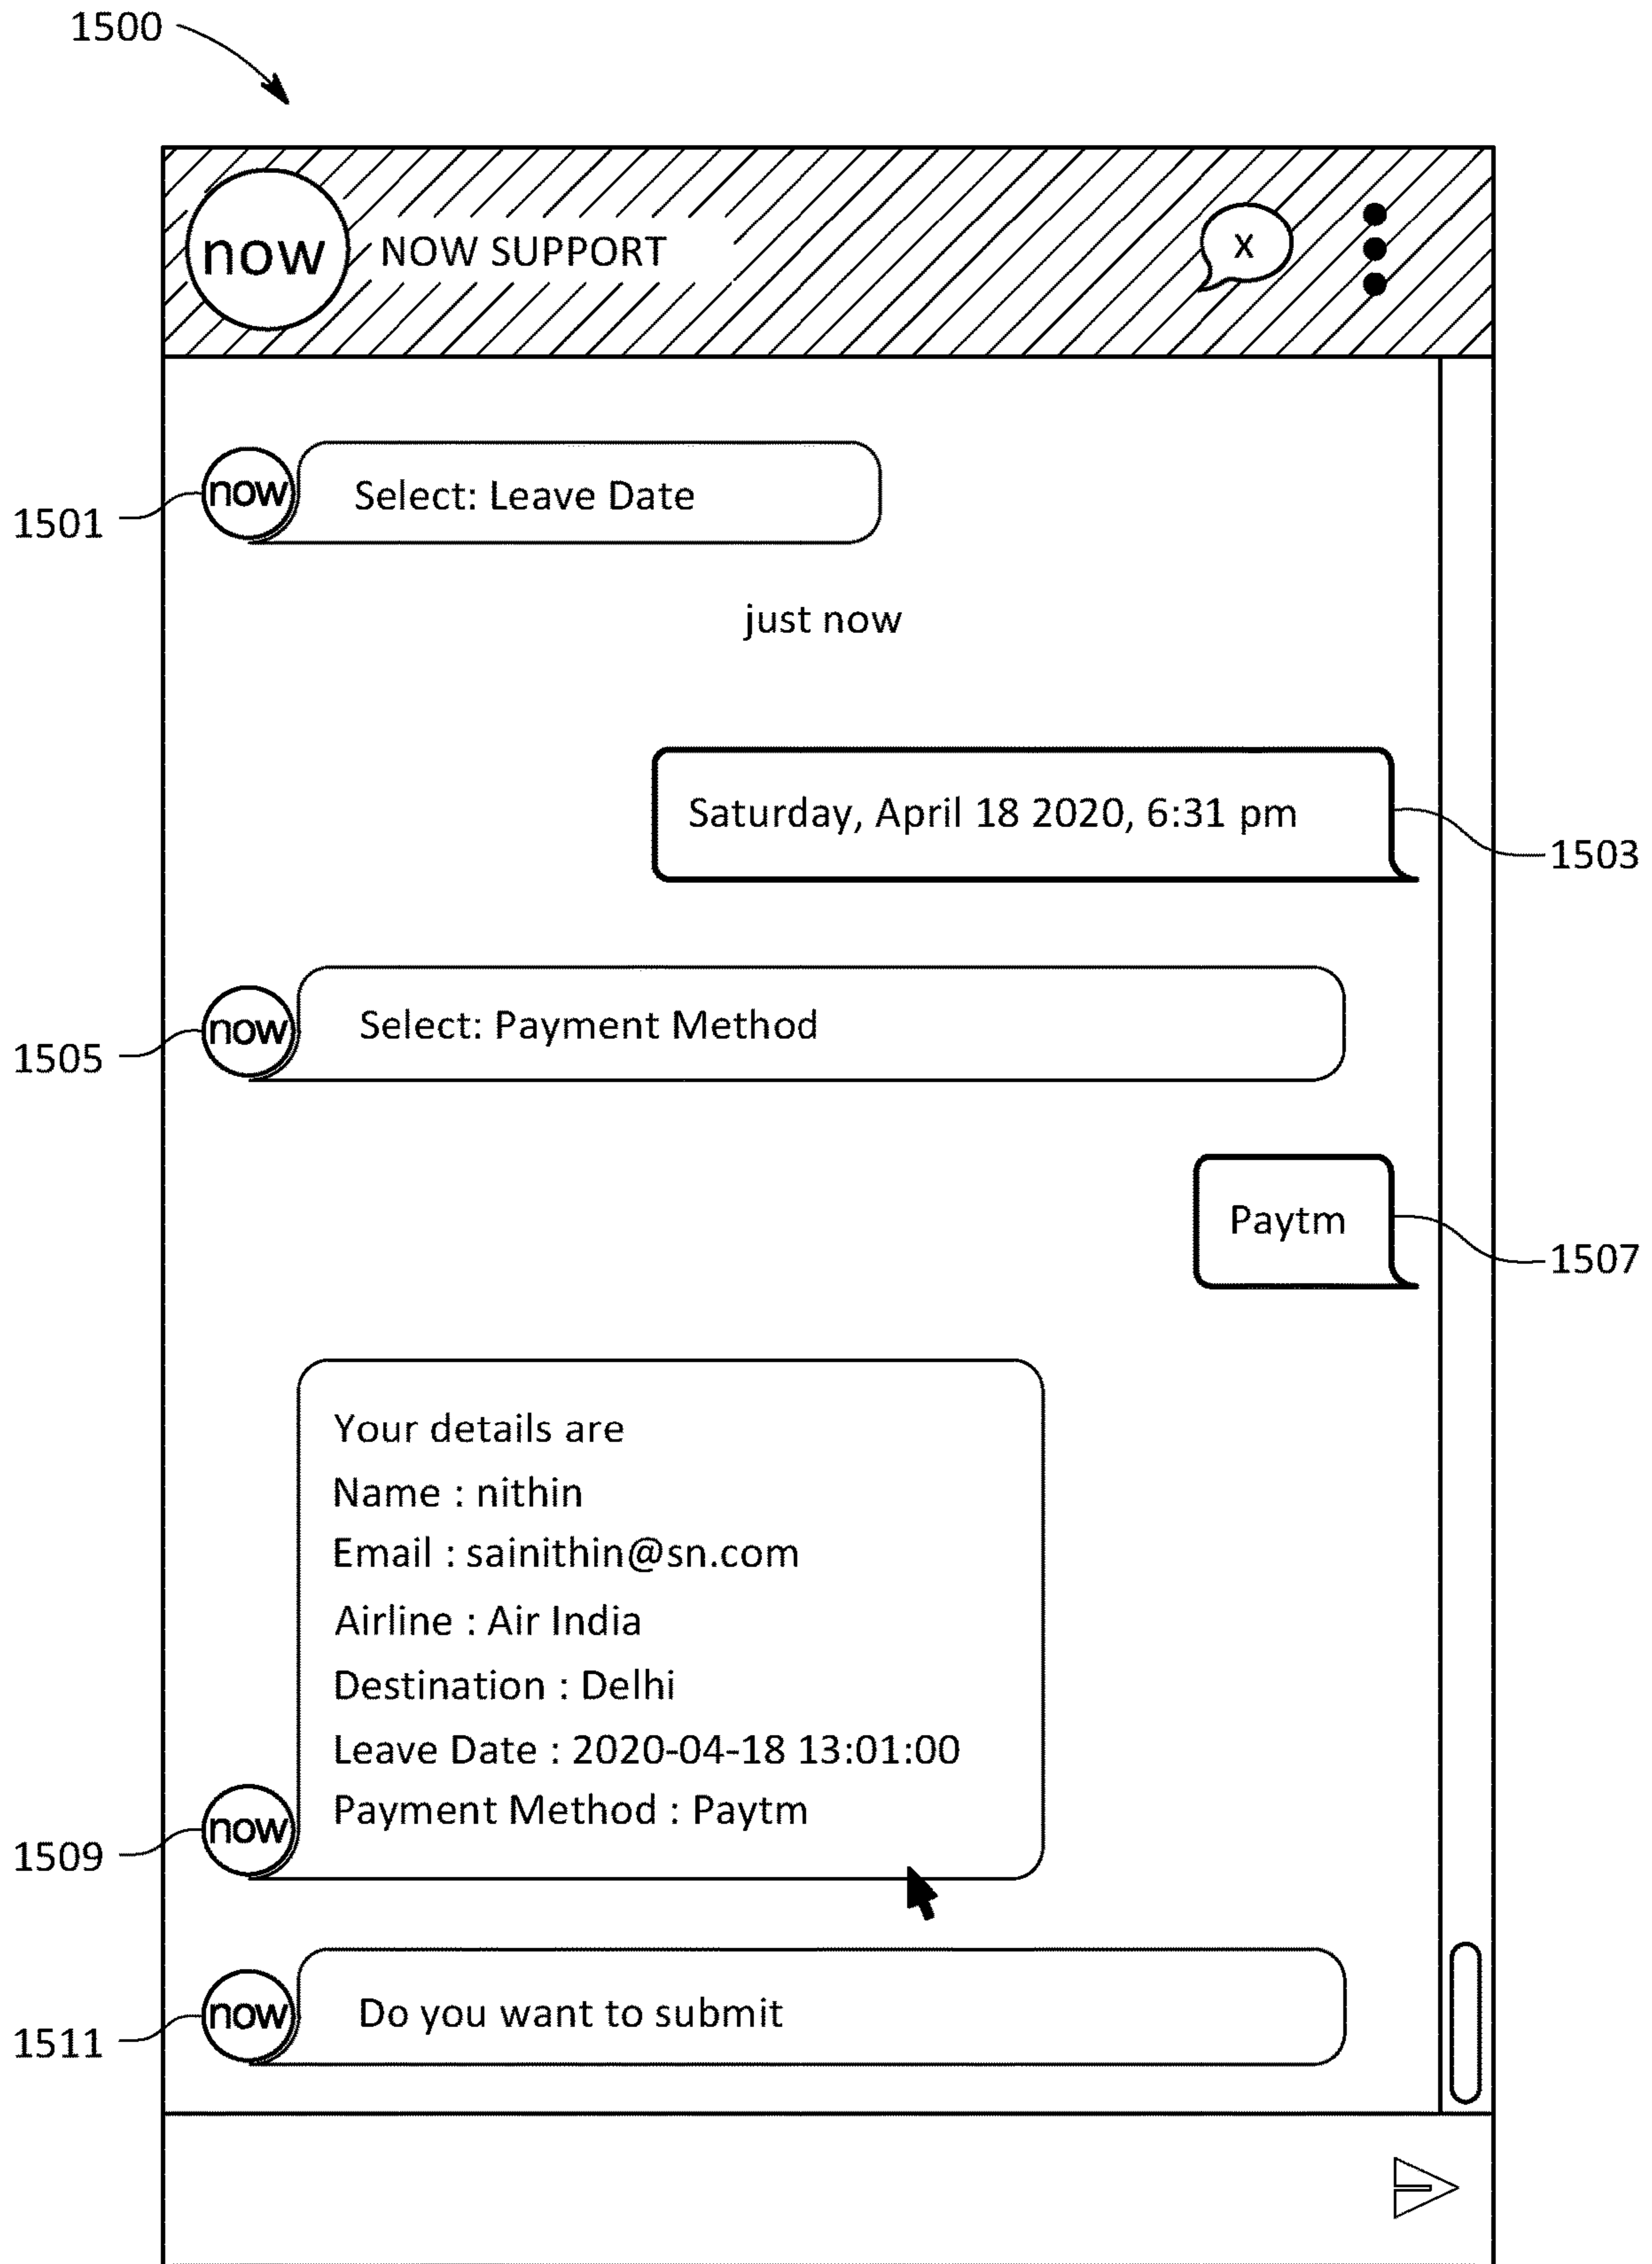 1500
now NOW SUPPORT x
now Select: Leave Date
1501
just now
Saturday, April 18 2020, 6:31 pm
1503
now Select: Payment Method
1505
Paytm
1507
Your details are
Name : nithin
Email : sainithin@sn.com
Airline : Air India
Destination : Delhi
Leave Date : 2020-04-18 13:01:00
Payment Method : Paytm
now
1509
now Do you want to submit
1511